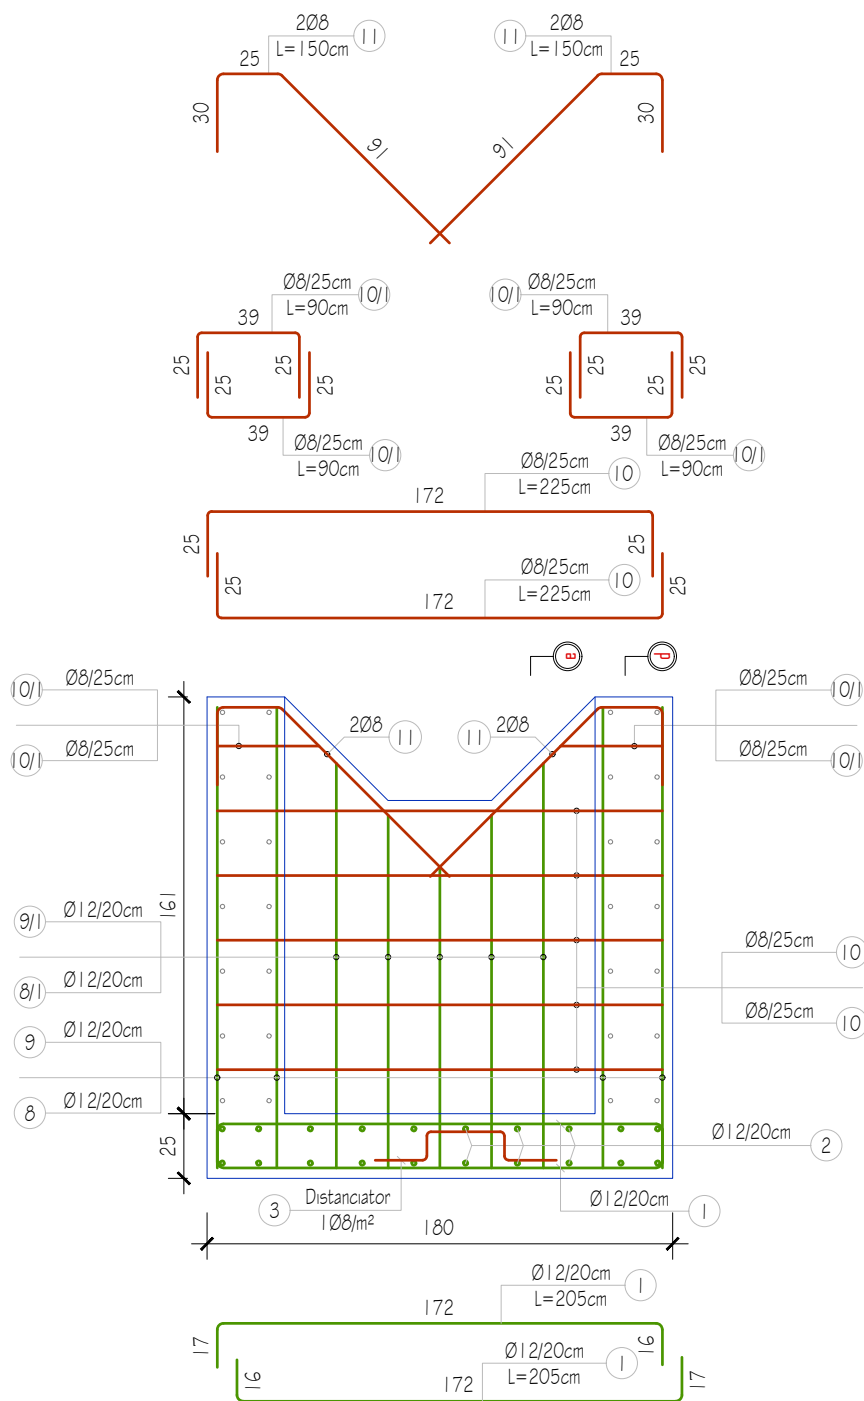 2Ø8
L=150cm
11
11
2Ø8
L=150cm
25
25
30
30
91
91
Ø8/25cm
L=90cm
10/1
10/1
Ø8/25cm
L=90cm
39
39
25
25
25
25
25
25
25
25
39
39
Ø8/25cm
L=90cm
10/1
Ø8/25cm
L=90cm
10/1
Ø8/25cm
L=225cm
10
172
25
25
25
25
Ø8/25cm
L=225cm
10
172
a
d
10/1
Ø8/25cm
Ø8/25cm
10/1
2Ø8
11
11
2Ø8
10/1
Ø8/25cm
Ø8/25cm
10/1
161
9/1
Ø12/20cm
8/1
Ø12/20cm
9
Ø12/20cm
8
Ø12/20cm
Ø8/25cm
10
Ø8/25cm
10
25
Ø12/20cm
2
3
Distanciator
1Ø8/m²
Ø12/20cm
1
180
Ø12/20cm
L=205cm
1
172
17
16
Ø12/20cm
L=205cm
1
16
172
17